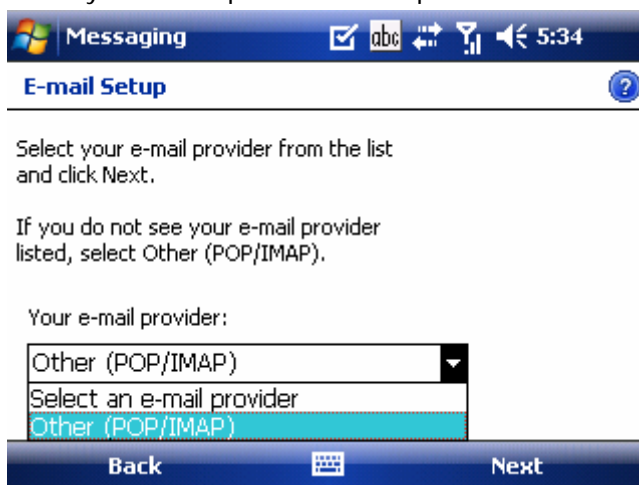 Messaging
abc
5:34
E-mail Setup
?
Select your e-mail provider from the list
and click Next.
If you do not see your e-mail provider
listed, select Other (POP/IMAP).
Your e-mail provider:
Other (POP/IMAP)
Select an e-mail provider
Other (POP/IMAP)
Back
Next